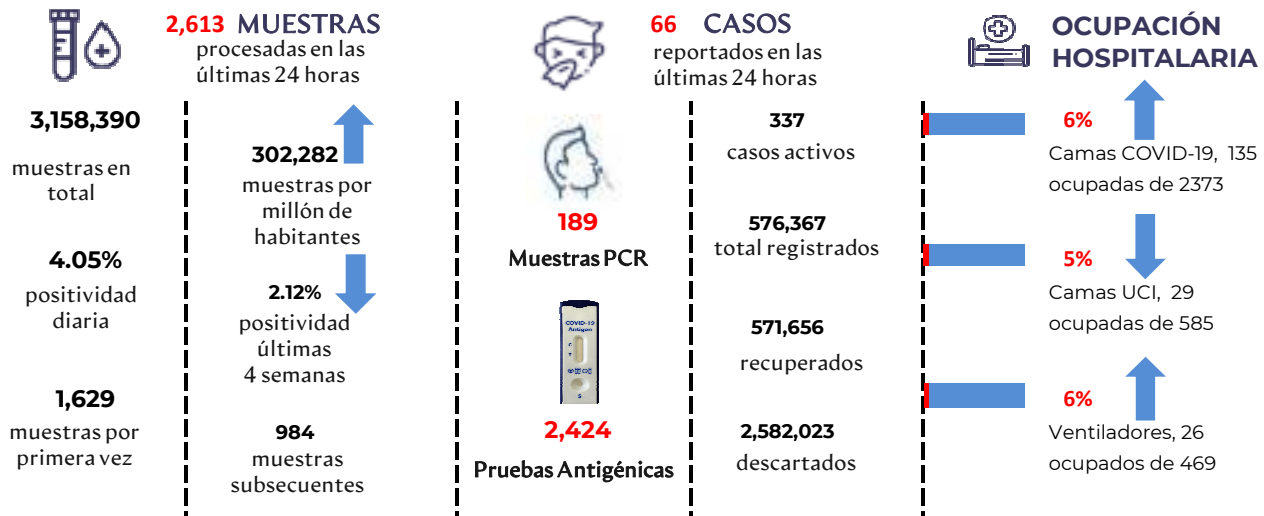 2,613 MUESTRAS
procesadas en las
últimas 24 horas
3,158,390
muestras en
total
4.05%
positividad
diaria
1,629
muestras por
primera vez
302,282
muestras por
millón de
habitantes
2.12%
positividad
últimas
4 semanas
984
muestras
subsecuentes
66 CASOS
reportados en las
últimas 24 horas
189
Muestras PCR
COVID-19
Antigen
C
T
S
2,424
Pruebas Antigénicas
337
casos activos
576,367
total registrados
571,656
recuperados
2,582,023
descartados
OCUPACIÓN
HOSPITALARIA
6%
Camas COVID-19, 135
ocupadas de 2373
5%
Camas UCI, 29
ocupadas de 585
6%
Ventiladores, 26
ocupados de 469